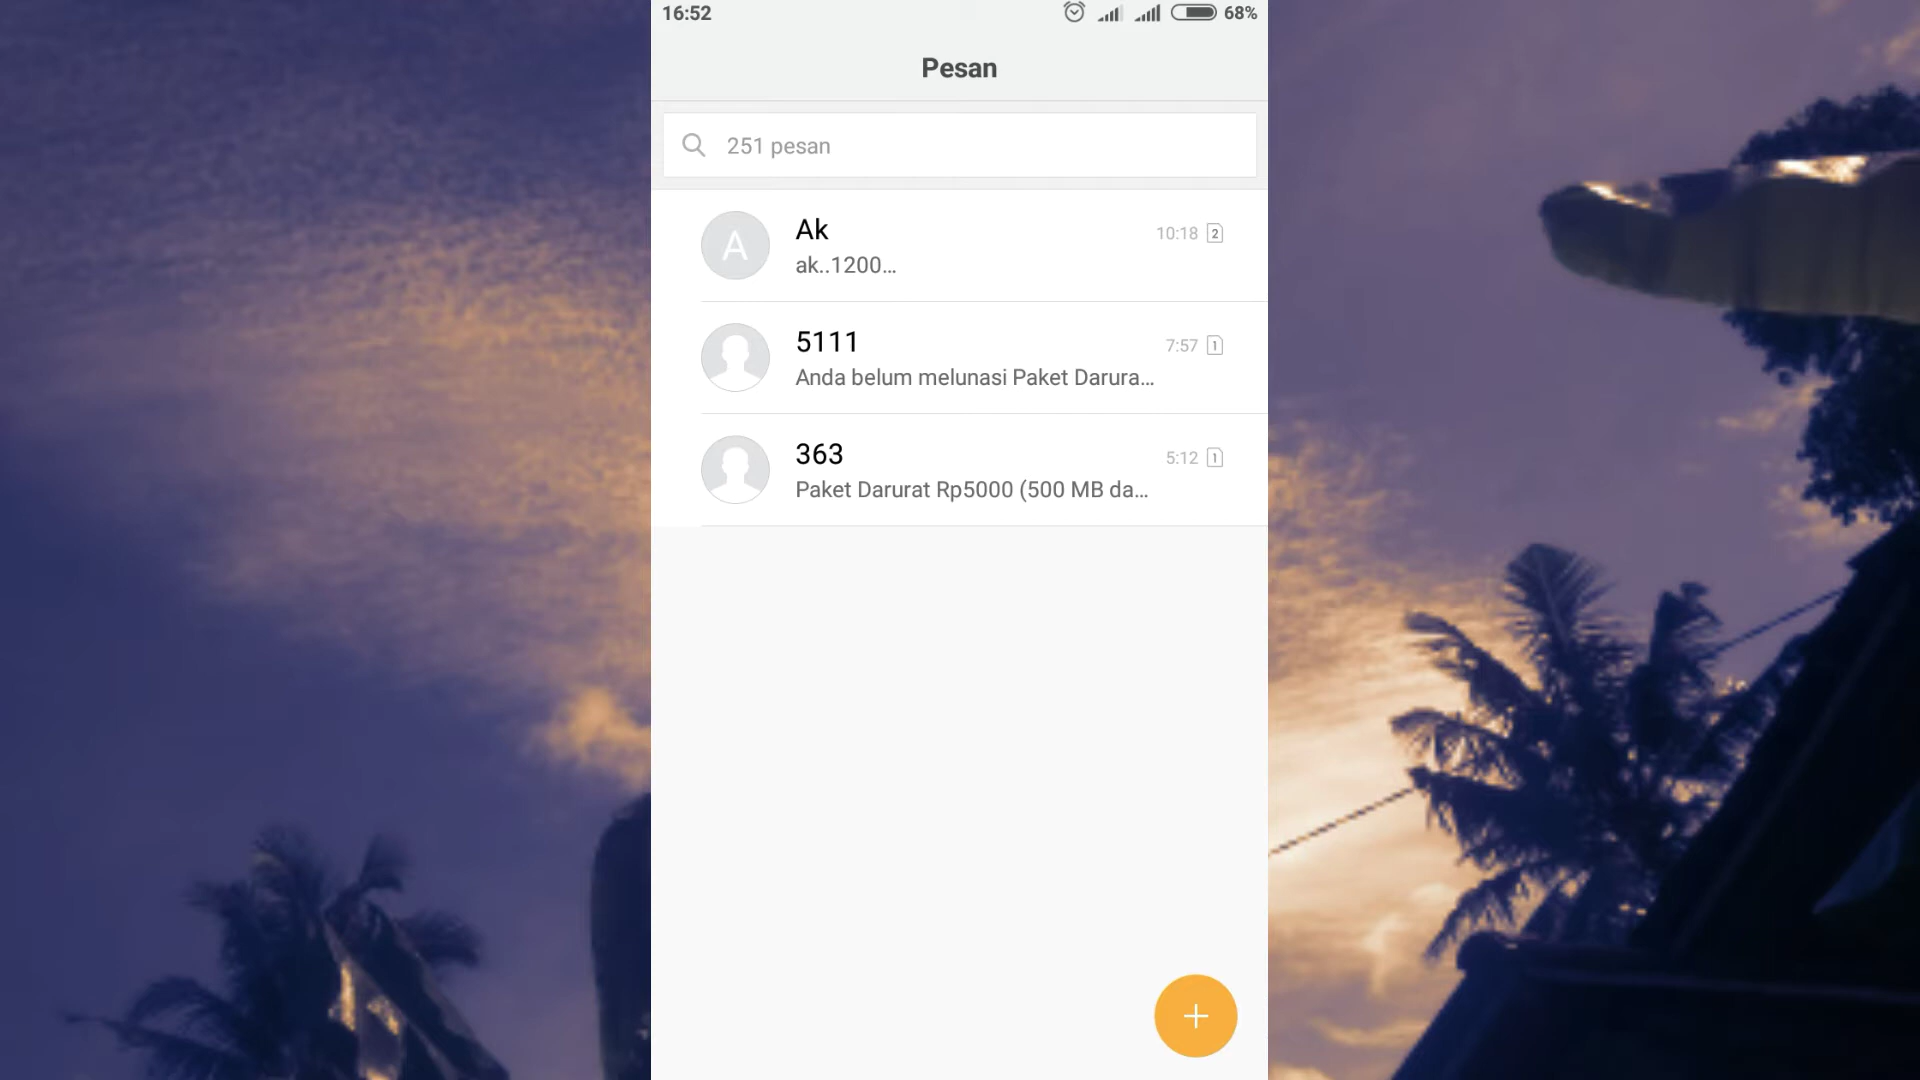 16:52
68%
Pesan
251 pesan
A
Ak
10:18 2
ak..1200...
5111
7:57 1
Anda belum melunasi Paket Darura...
363
5:12 1
Paket Darurat Rp5000 (500 MB da...